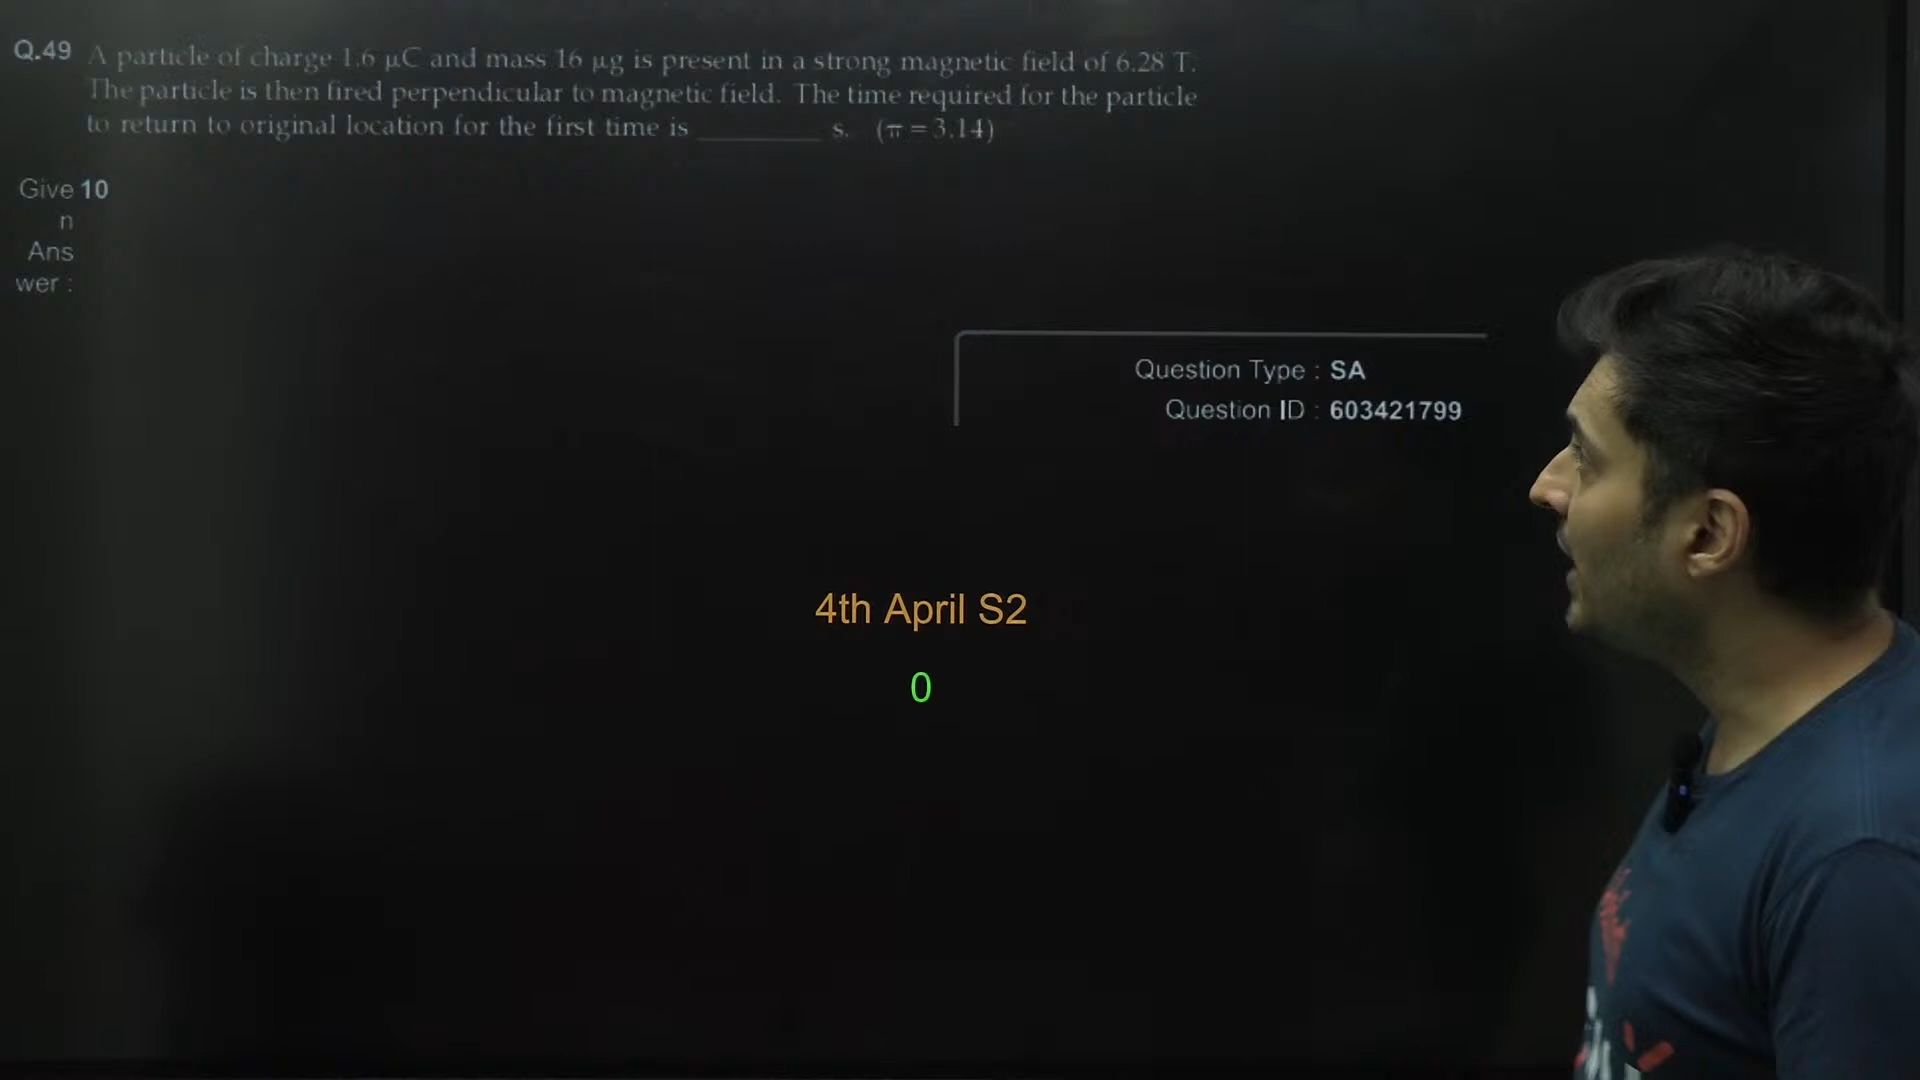 Q.49 A particle of charge 1.6 μC and mass 16 μg is present in a strong magnetic field of 6.28 T.
The particle is then fired perpendicular to magnetic field. The time required for the particle
to return to original location for the first time is ________ s. (π = 3.14)
Give 10
n
Ans
wer :
Question Type : SA
Question ID : 603421799
4th April S2
0